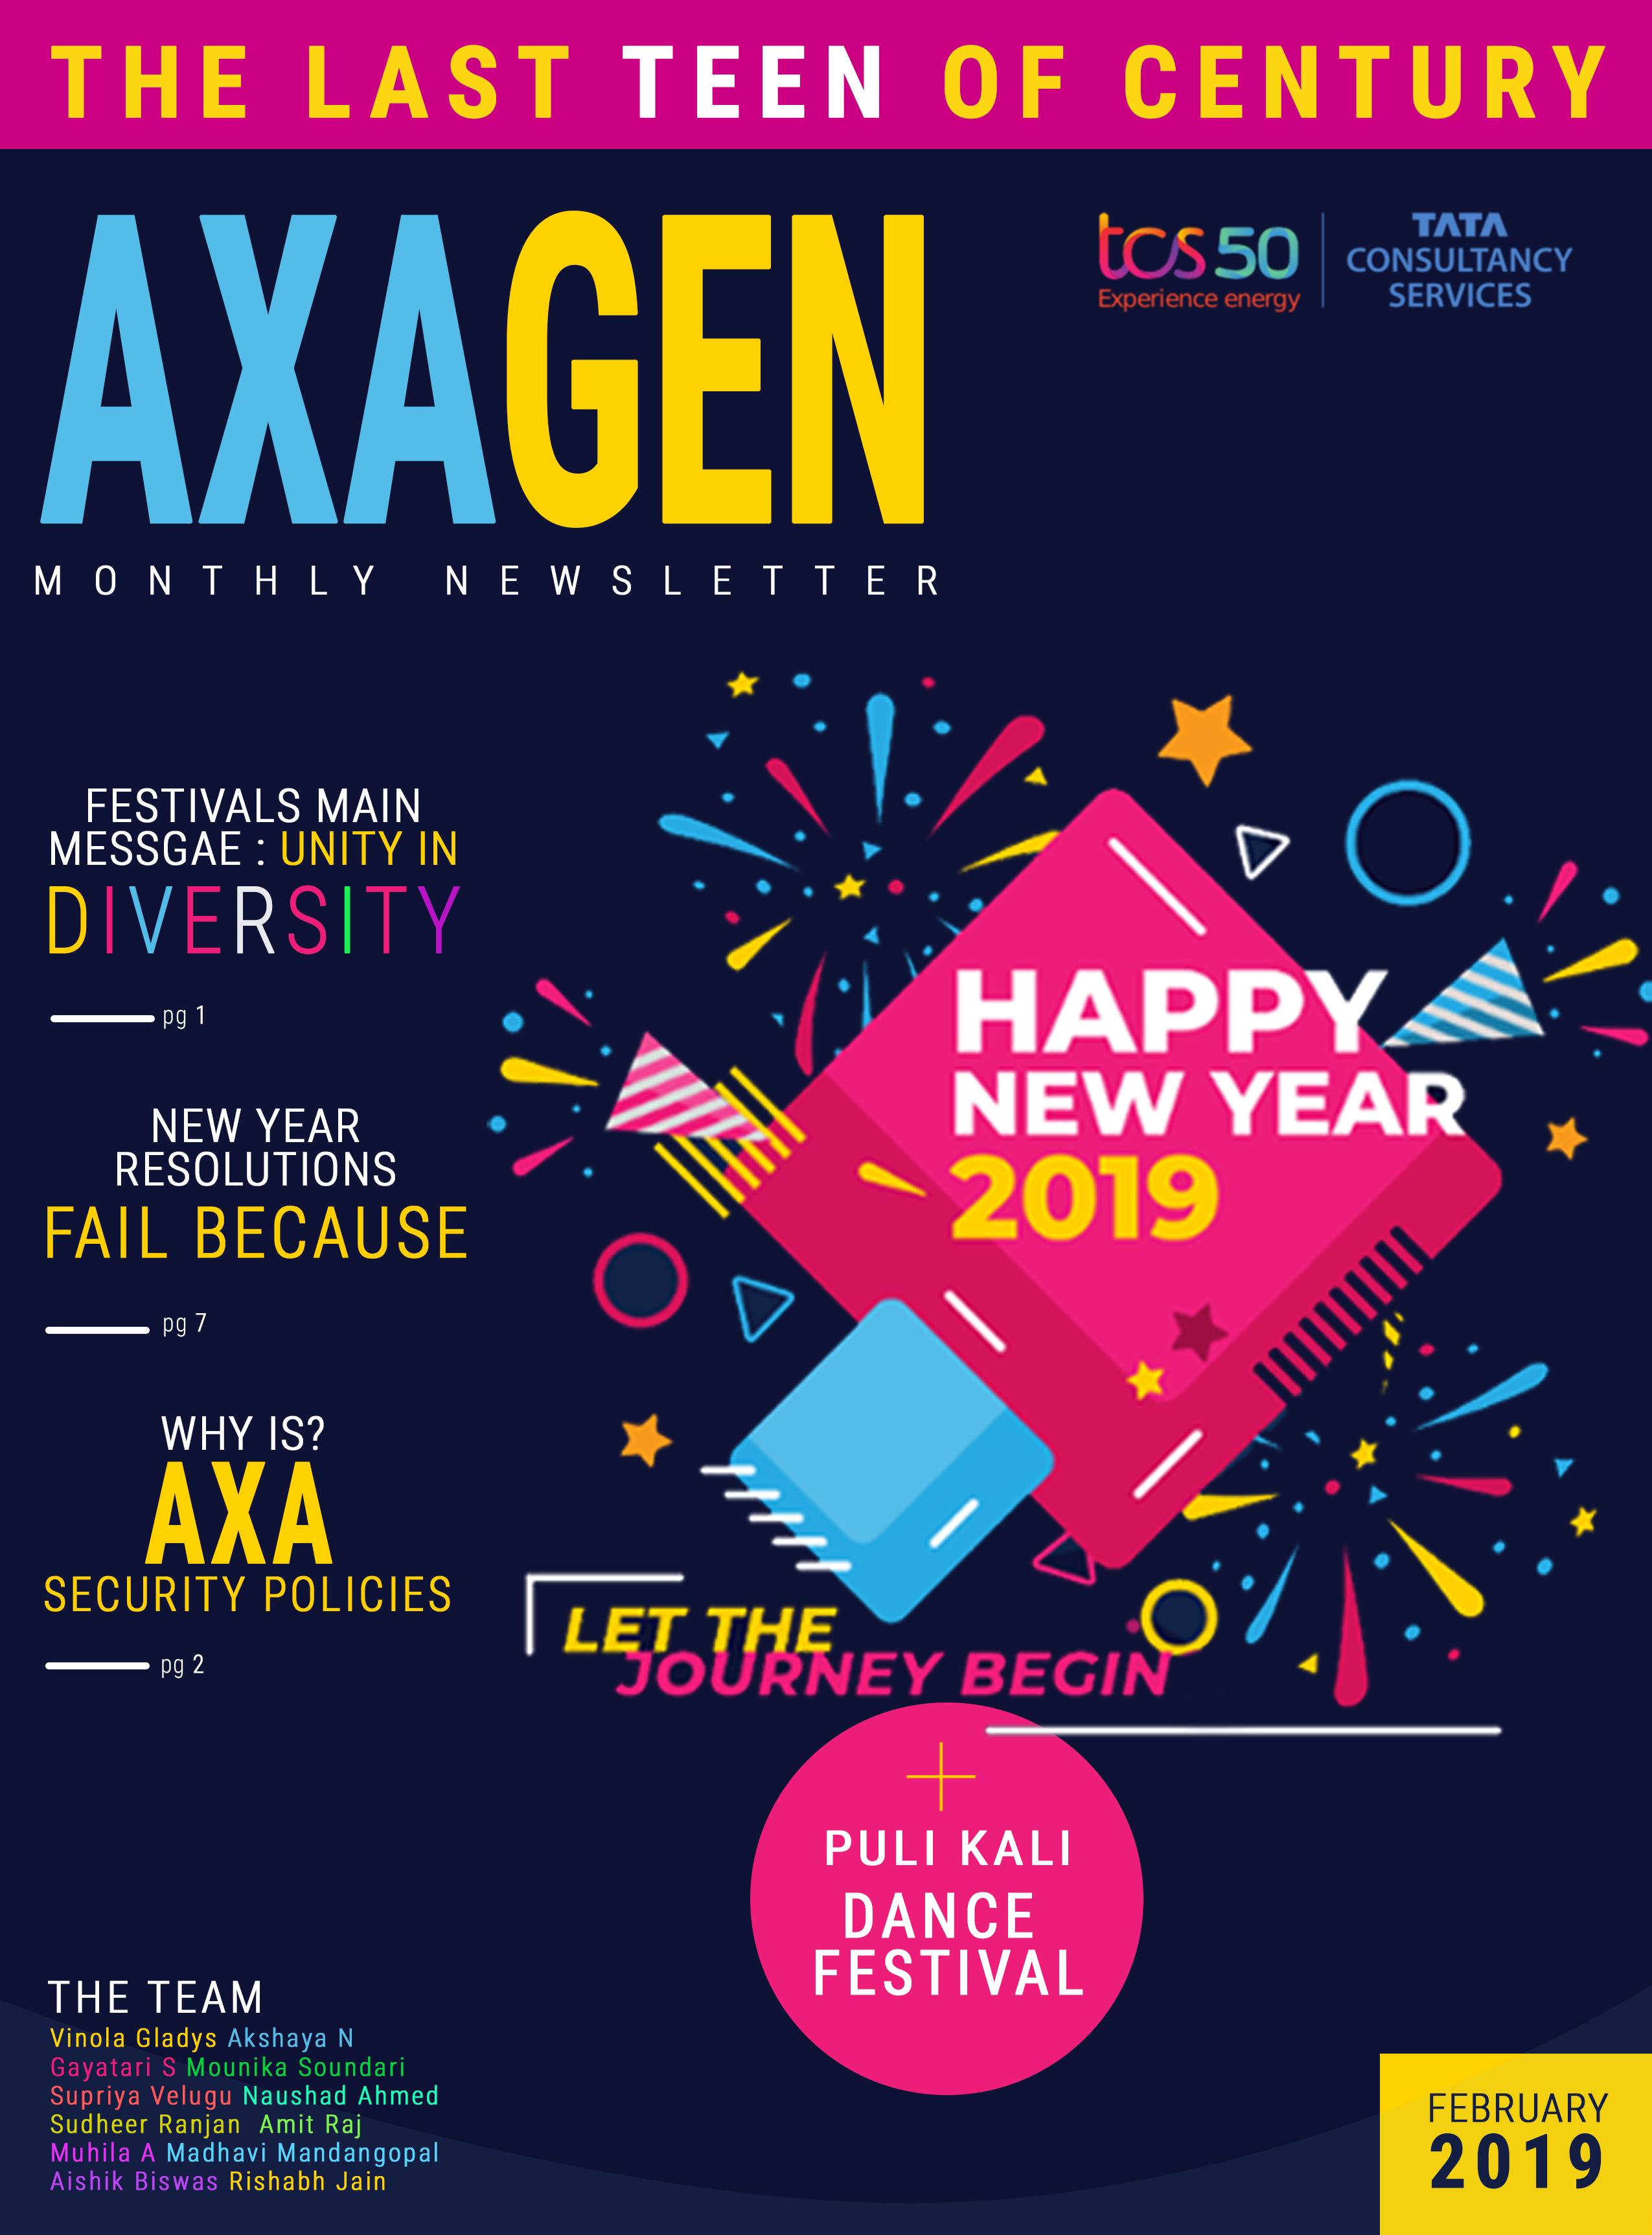 THE LAST TEEN OF CENTURY
AXAGEN
MONTHLY NEWSLETTER
tcs 50
Experience energy
TATA
CONSULTANCY
SERVICES
FESTIVALS MAIN
MESSGAE : UNITY IN
DIVERSITY
pg 1
NEW YEAR
RESOLUTIONS
FAIL BECAUSE
pg 7
WHY IS?
AXA
SECURITY POLICIES
pg 2
HAPPY
NEW YEAR
2019
LET THE
JOURNEY BEGIN
PULI KALI
DANCE
FESTIVAL
THE TEAM
Vinola Gladys Akshaya N
Gayatari S Mounika Soundari
Supriya Velugu Naushad Ahmed
Sudheer Ranjan Amit Raj
Muhila A Madhavi Mandangopal
Aishik Biswas Rishabh Jain
FEBRUARY
2019